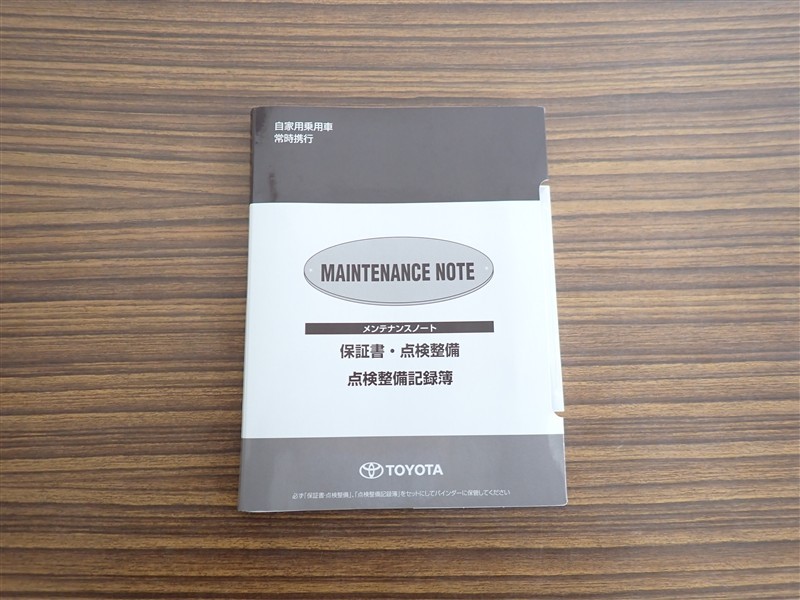 自家用乗用車
常時携行
MAINTENANCE NOTE
メンテナンスノート
保証書・点検整備
点検整備記録簿
TOYOTA
必ず「保証書・点検整備」、「点検整備記録簿」をセットにしてバインダーに保管してください